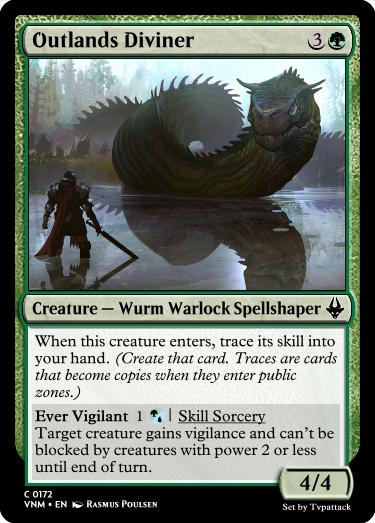 Outlands Diviner 3
Creature — Wurm Warlock Spellshaper
When this creature enters, trace its skill into
your hand. (Create that card. Traces are cards
that become copies when they enter public
zones.)
Ever Vigilant 1 | Skill Sorcery
Target creature gains vigilance and can't be
blocked by creatures with power 2 or less
until end of turn.
4/4
C 0172
VNM • EN Rasmus Poulsen
Set by Tvpattack